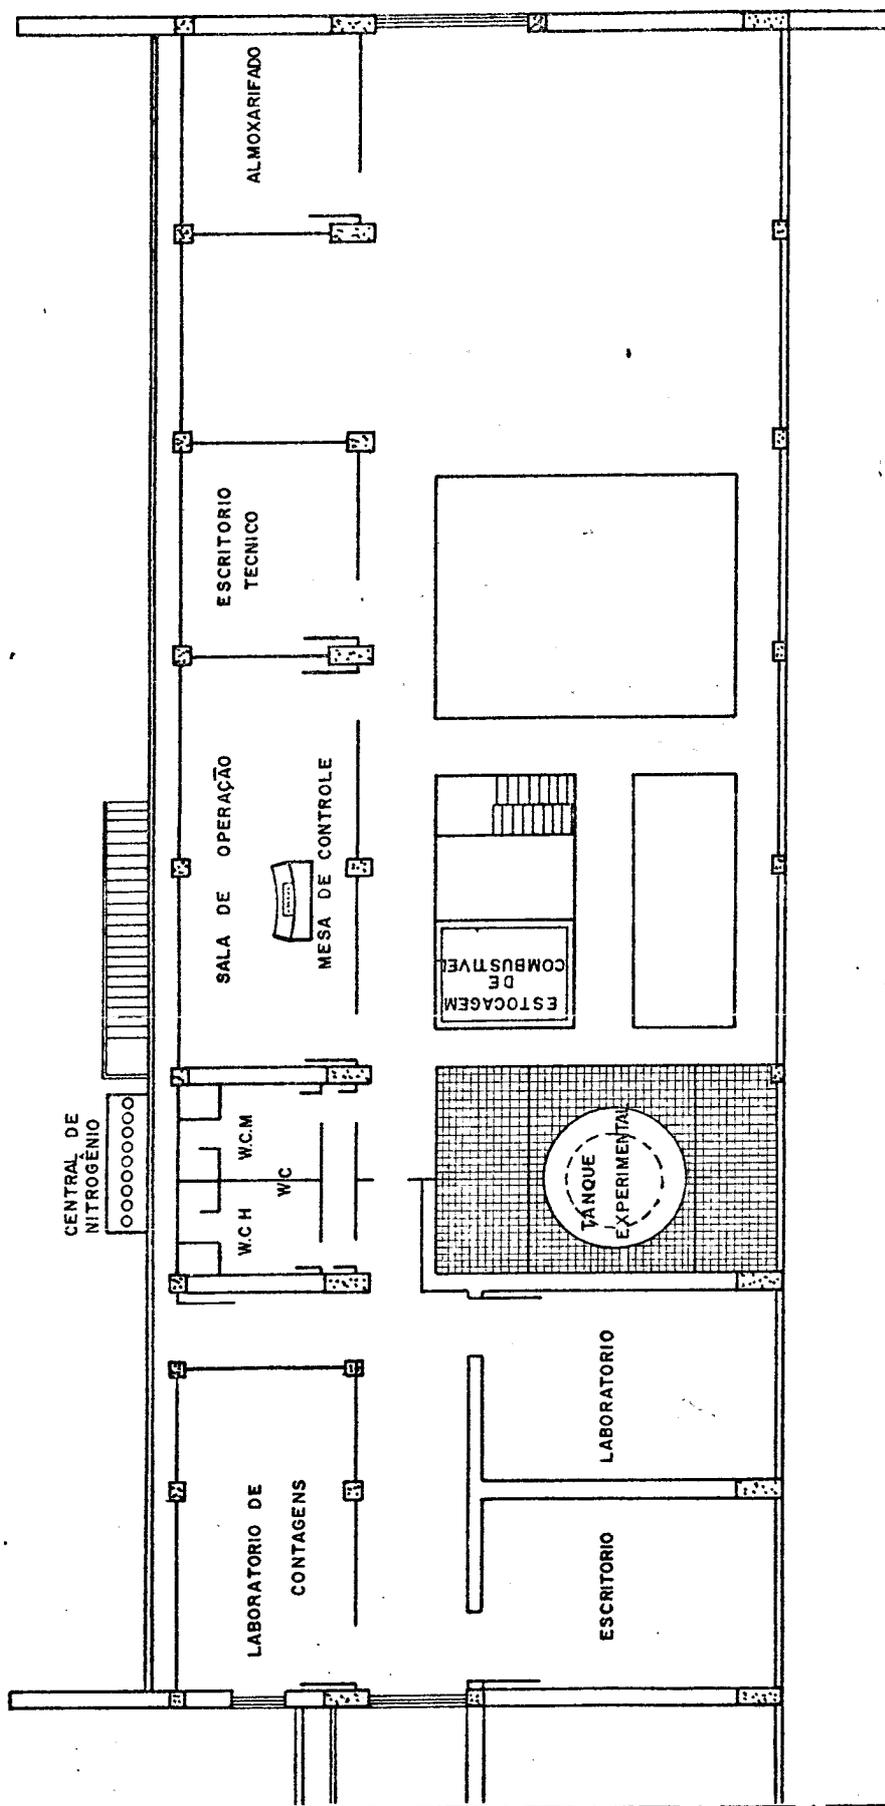 ALMOXARIFADO
ESCRITORIO
TECNICO
SALA DE OPERAÇÃO
MESA DE CONTROLE
ESTOCAGEM
DE
COMBUSTIVEL
CENTRAL DE
NITROGÊNIO
W.C.M
W.C H
WC
TANQUE
EXPERIMENTAL
LABORATORIO
LABORATORIO DE
CONTAGENS
ESCRITORIO